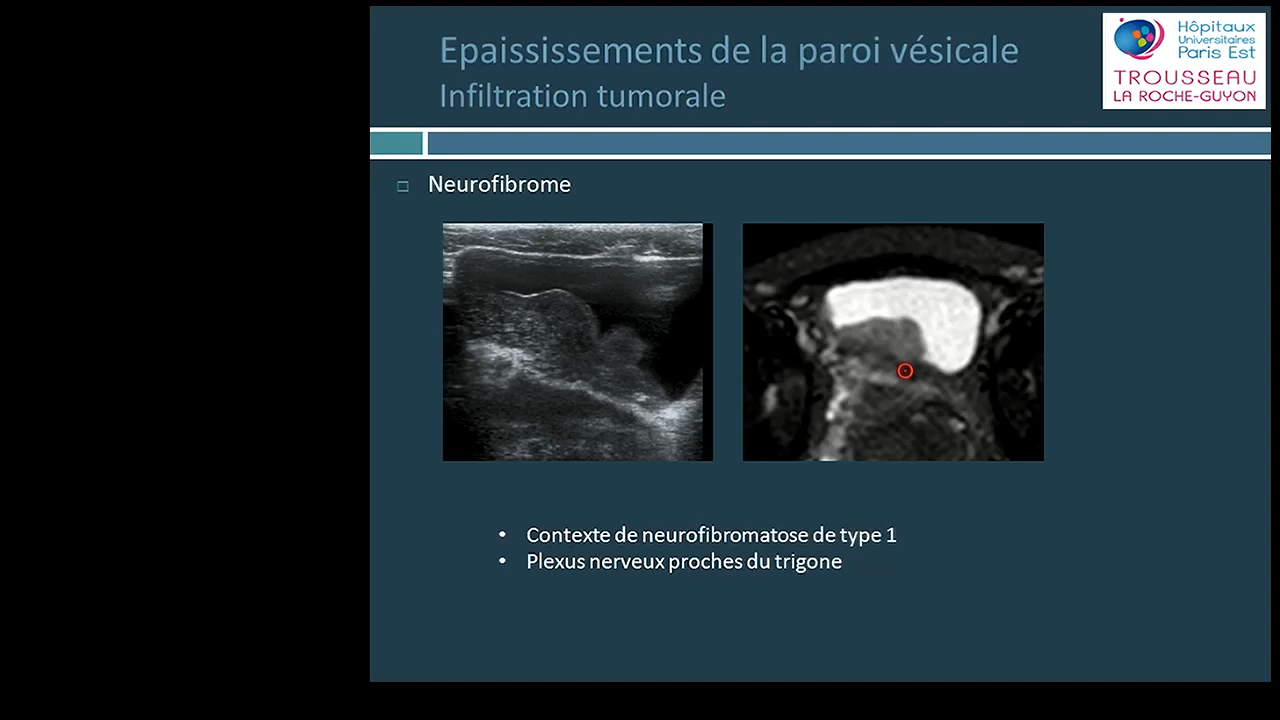 Epaississements de la paroi vésicale
Infiltration tumorale
Hôpitaux
Universitaires
Paris Est
TROUSSEAU
LA ROCHE-GUYON
Neurofibrome
• Contexte de neurofibromatose de type 1
• Plexus nerveux proches du trigone